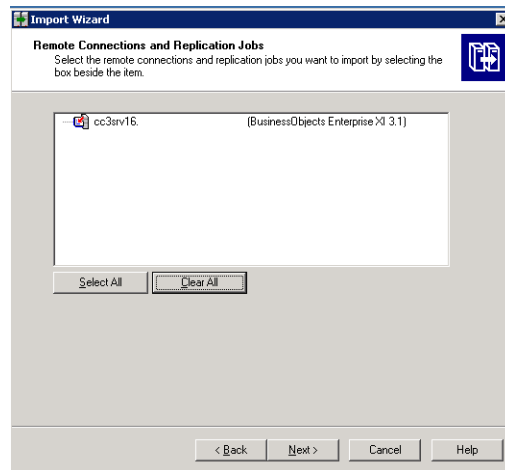 Import Wizard
Remote Connections and Replication Jobs
Select the remote connections and replication jobs you want to import by selecting the
box beside the item.
cc3srv16. (BusinessObjects Enterprise XI 3.1)
Select All Clear All
< Back Next > Cancel Help